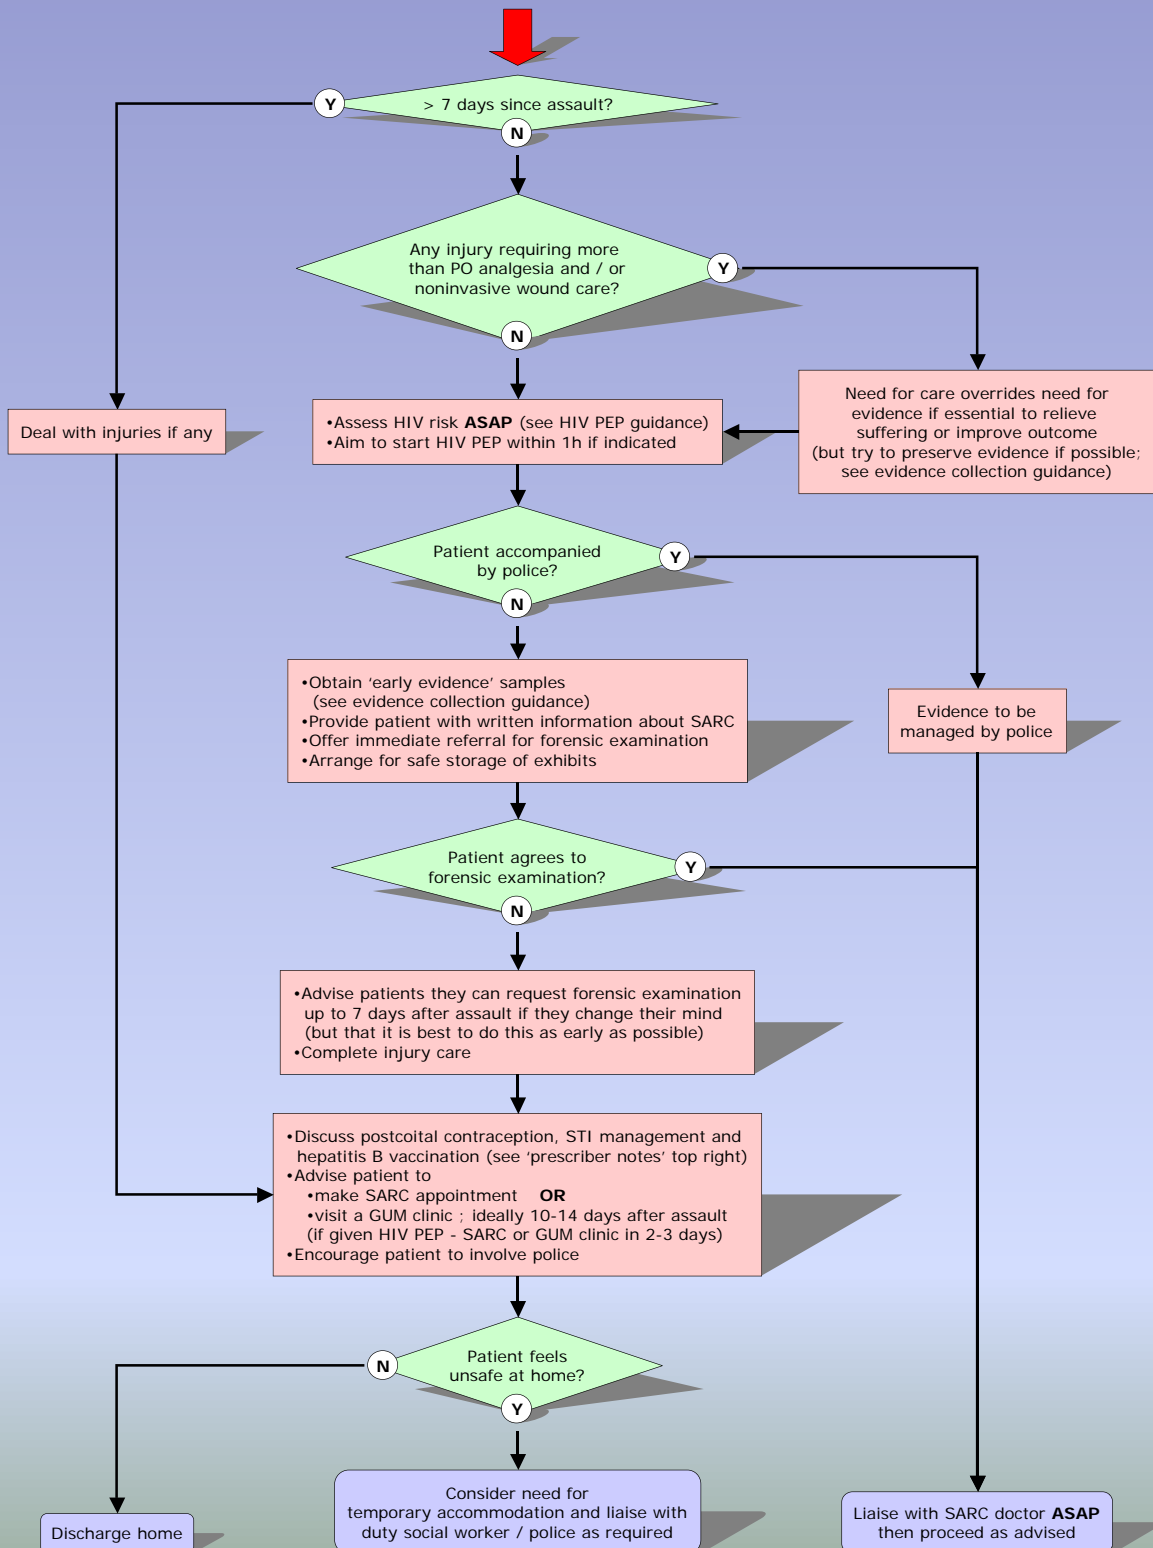 Y
> 7 days since assault?
N
Any injury requiring more
than PO analgesia and / or
noninvasive wound care?
Y
N
Deal with injuries if any
•Assess HIV risk ASAP (see HIV PEP guidance)
•Aim to start HIV PEP within 1h if indicated
Need for care overrides need for
evidence if essential to relieve
suffering or improve outcome
(but try to preserve evidence if possible;
see evidence collection guidance)
Patient accompanied
by police?
Y
N
•Obtain ‘early evidence’ samples
(see evidence collection guidance)
•Provide patient with written information about SARC
•Offer immediate referral for forensic examination
•Arrange for safe storage of exhibits
Evidence to be
managed by police
Patient agrees to
forensic examination?
Y
N
•Advise patients they can request forensic examination
up to 7 days after assault if they change their mind
(but that it is best to do this as early as possible)
•Complete injury care
•Discuss postcoital contraception, STI management and
hepatitis B vaccination (see ‘prescriber notes’ top right)
•Advise patient to
•make SARC appointment OR
•visit a GUM clinic ; ideally 10-14 days after assault
(if given HIV PEP - SARC or GUM clinic in 2-3 days)
•Encourage patient to involve police
N
Patient feels
unsafe at home?
Y
Discharge home
Consider need for
temporary accommodation and liaise with
duty social worker / police as required
Liaise with SARC doctor ASAP
then proceed as advised